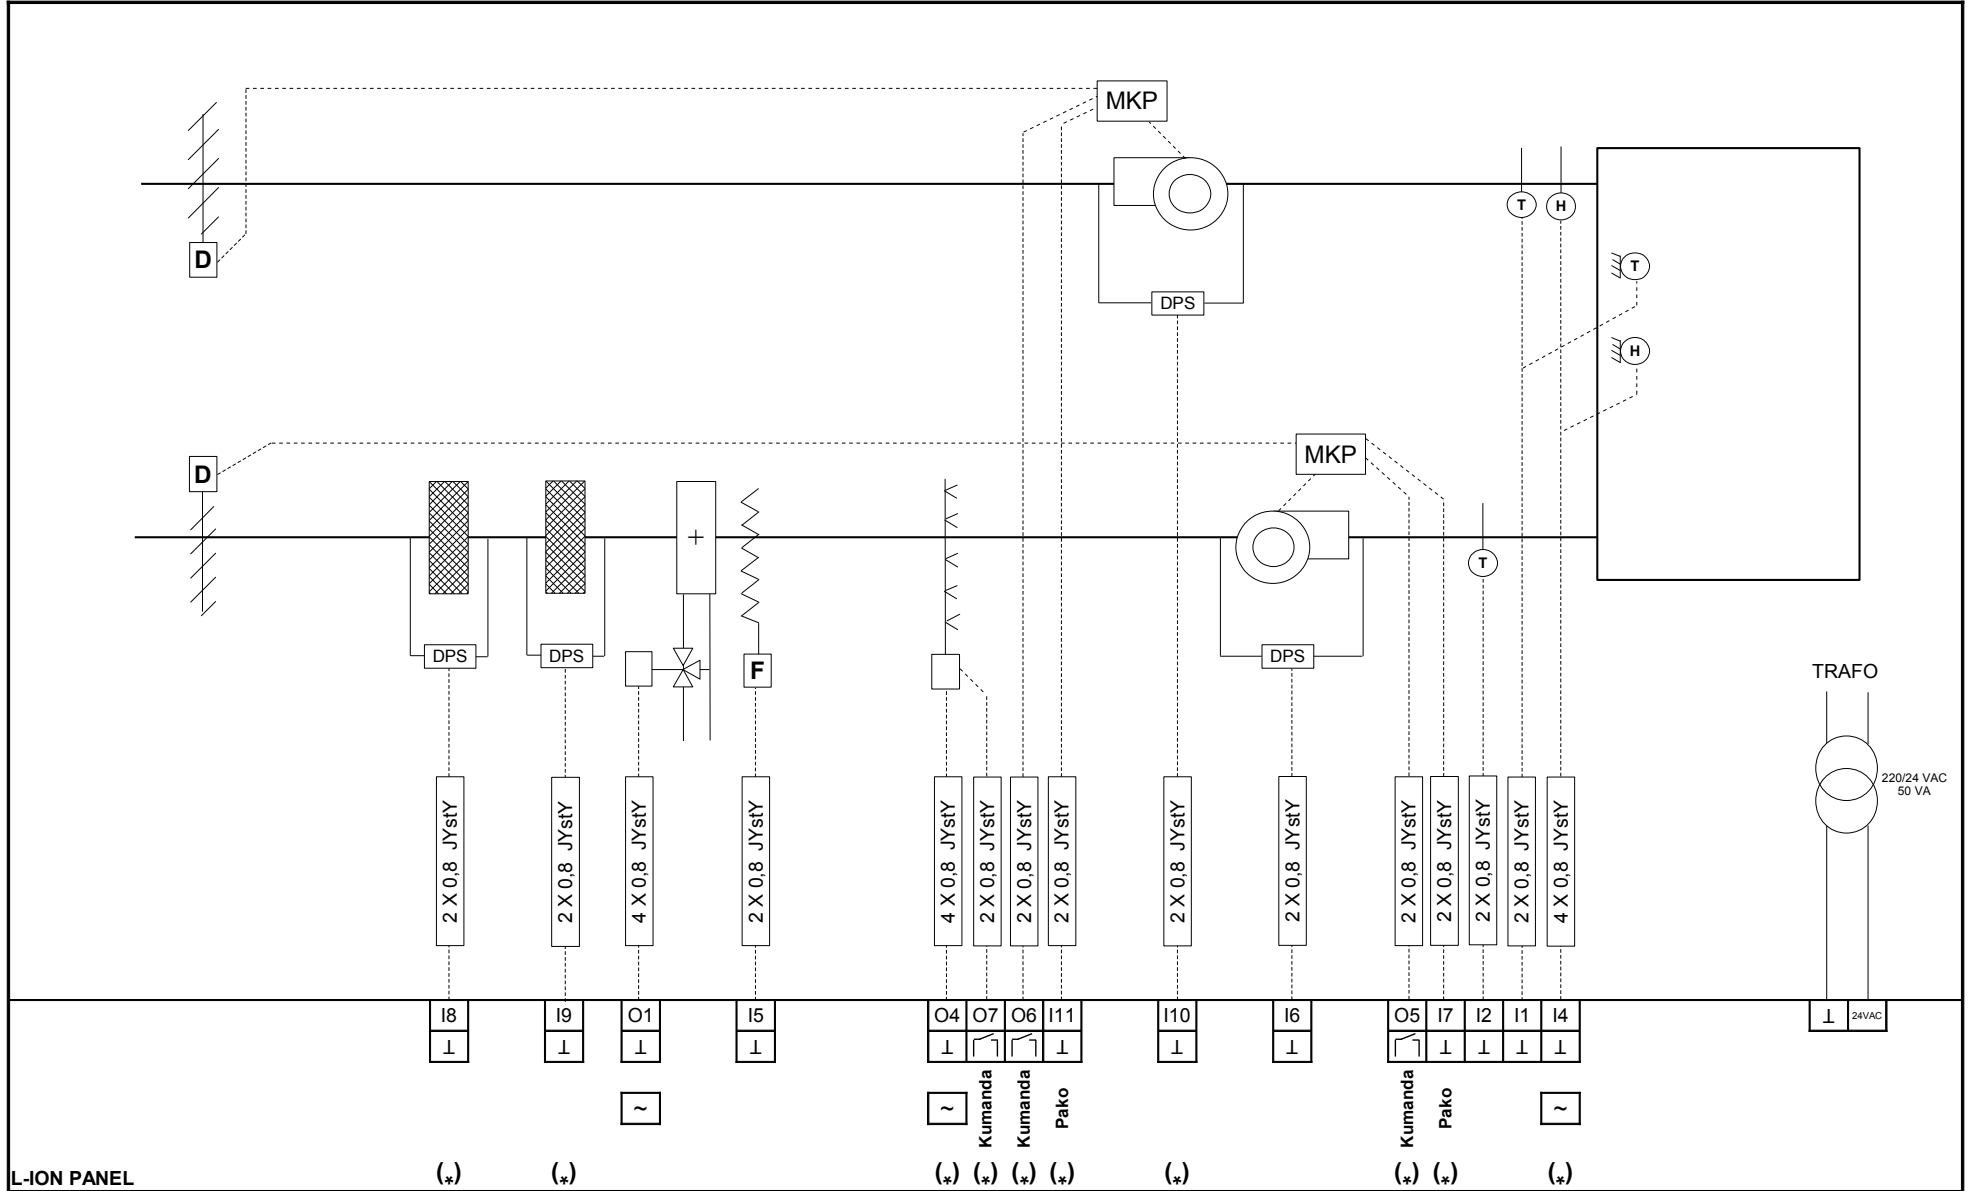 MKP
T H
D
T
DPS
H
D
MKP
+
T
DPS DPS F DPS
TRAFO
220/24 VAC
50 VA
2 X 0,8 JYstY
2 X 0,8 JYstY
4 X 0,8 JYstY
2 X 0,8 JYstY
4 X 0,8 JYstY
2 X 0,8 JYstY
2 X 0,8 JYstY
2 X 0,8 JYstY
2 X 0,8 JYstY
2 X 0,8 JYstY
2 X 0,8 JYstY
2 X 0,8 JYstY
2 X 0,8 JYstY
2 X 0,8 JYstY
4 X 0,8 JYstY
I8 I9 O1 I5 O4 O7 O6 I11 I10 I6 O5 I7 I2 I1 I4 ⊥ 24VAC
⊥ ⊥ ⊥ ⊥ ⊥ ⊥ ⊥ ⊥ ⊥ ⊥ ⊥ ⊥
~ ~ ~
Kumanda
Kumanda
Pako
Kumanda
Pako
L-ION PANEL (*) (*) (*) (*) (*) (*) (*) (*) (*) (*)